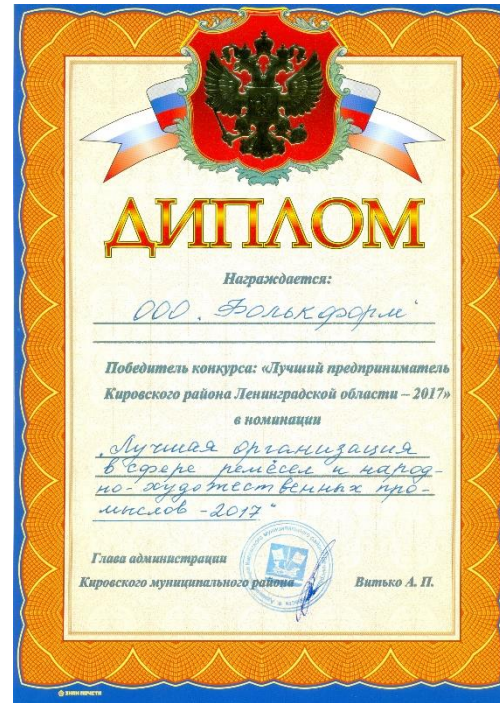 ДИПЛОМ
Награждается:
ООО „Фолькформ“
Победитель конкурса: «Лучший предприниматель
Кировского района Ленинградской области – 2017»
в номинации
„Лучшая организация
в сфере ремёсел и народ-
но-художественных про-
мыслов -2017“
Глава администрации
Кировского муниципального района Витько А. П.